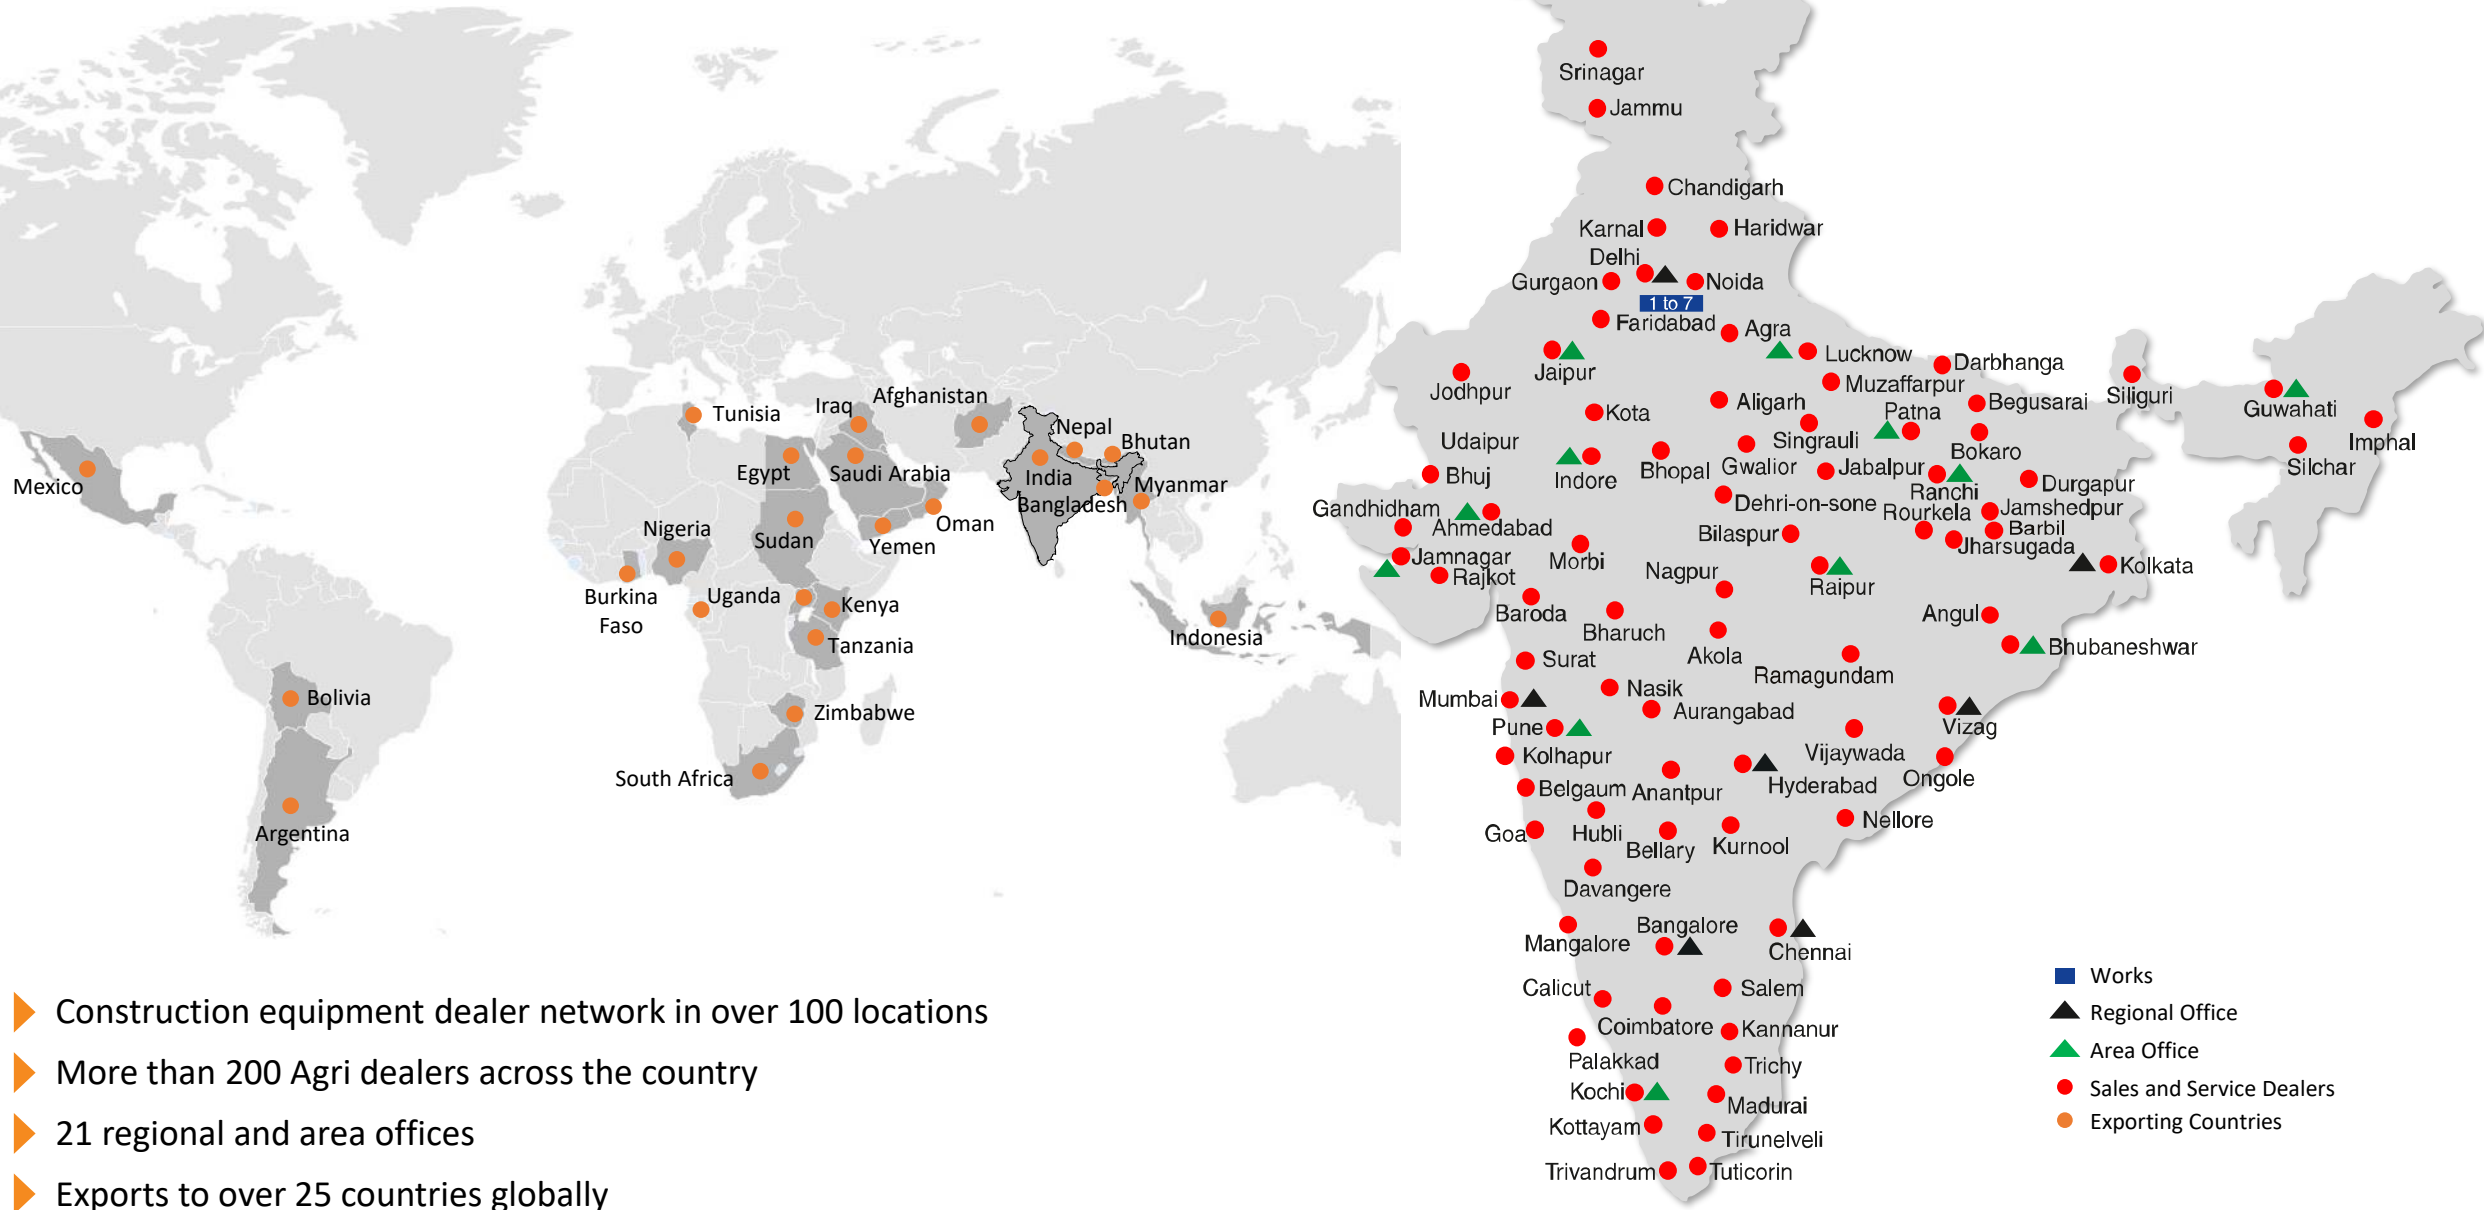 Mexico
Bolivia
Argentina
Tunisia
Iraq
Afghanistan
Egypt
Saudi Arabia
Nepal
Bhutan
India
Bangladesh
Myanmar
Nigeria
Sudan
Oman
Yemen
Burkina
Faso
Uganda
Kenya
Tanzania
Indonesia
Zimbabwe
South Africa
Construction equipment dealer network in over 100 locations
More than 200 Agri dealers across the country
21 regional and area offices
Exports to over 25 countries globally
Srinagar
Jammu
Chandigarh
Karnal
Haridwar
Delhi
Gurgaon
Noida
1 to 7
Faridabad
Agra
Jaipur
Lucknow
Darbhanga
Jodhpur
Muzaffarpur
Siliguri
Guwahati
Kota
Aligarh
Patna
Begusarai
Imphal
Udaipur
Singrauli
Bokaro
Silchar
Bhuj
Indore
Bhopal
Gwalior
Jabalpur
Ranchi
Durgapur
Gandhidham
Ahmedabad
Dehri-on-sone
Rourkela
Jamshedpur
Barbil
Bilaspur
Jharsugada
Jamnagar
Rajkot
Morbi
Nagpur
Raipur
Kolkata
Baroda
Bharuch
Akola
Angul
Bhubaneshwar
Surat
Ramagundam
Nasik
Mumbai
Aurangabad
Pune
Vizag
Kolhapur
Vijaywada
Ongole
Belgaum
Anantpur
Hyderabad
Goa
Hubli
Bellary
Kurnool
Nellore
Davangere
Mangalore
Bangalore
Chennai
Calicut
Salem
Coimbatore
Kannanur
Palakkad
Trichy
Kochi
Madurai
Kottayam
Tirunelveli
Trivandrum
Tuticorin
Works
Regional Office
Area Office
Sales and Service Dealers
Exporting Countries